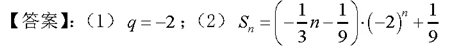 【答案】：（1） q = −2；（2） Sₙ = (−1/3 n − 1/9)·(−2)ⁿ + 1/9